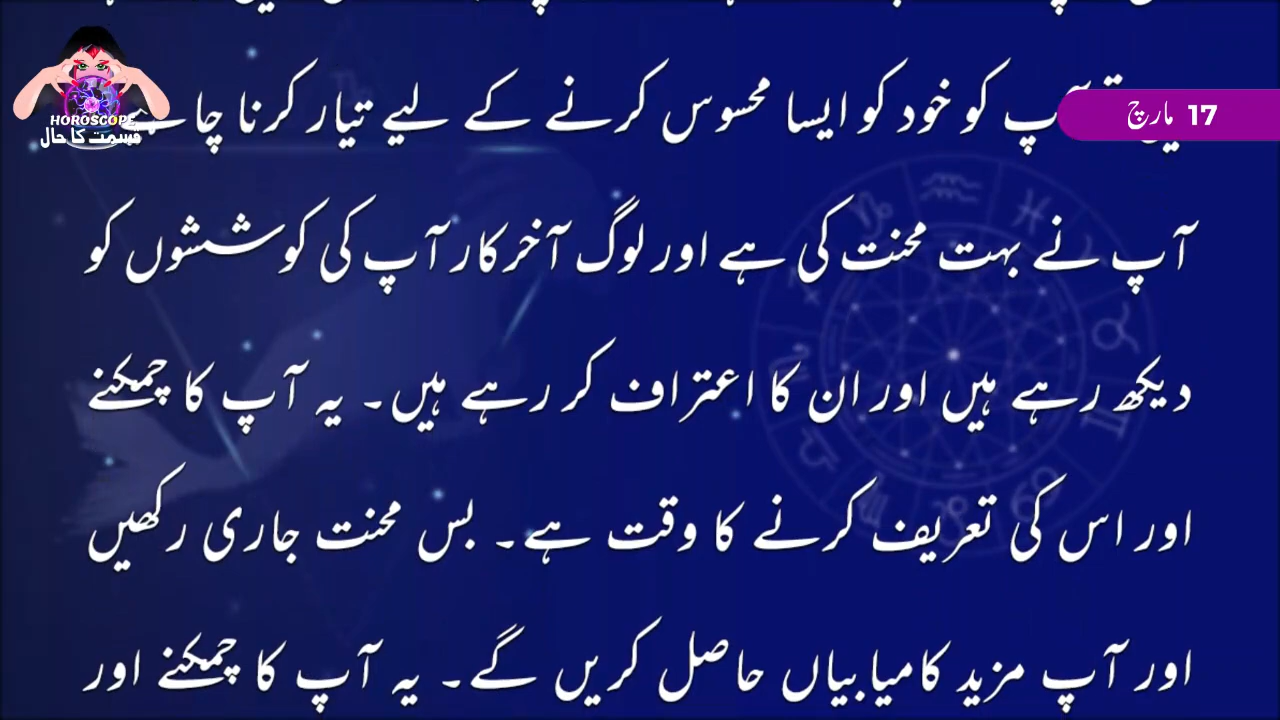 HOROSCOPE
قسمت کا حال
17 مارچ
آپ کو خود کو ایسا محسوس کرنے کے لیے تیار کرنا
آپ نے بہت محنت کی ہے اور لوگ آخرکار آپ کی کوششوں کو
دیکھ رہے ہیں اور ان کا اعتراف کر رہے ہیں۔ یہ آپ کا چمکنے
اور اس کی تعریف کرنے کا وقت ہے۔ بس محنت جاری رکھیں
اور آپ مزید کامیابیاں حاصل کریں گے۔ یہ آپ کا چمکنے اور